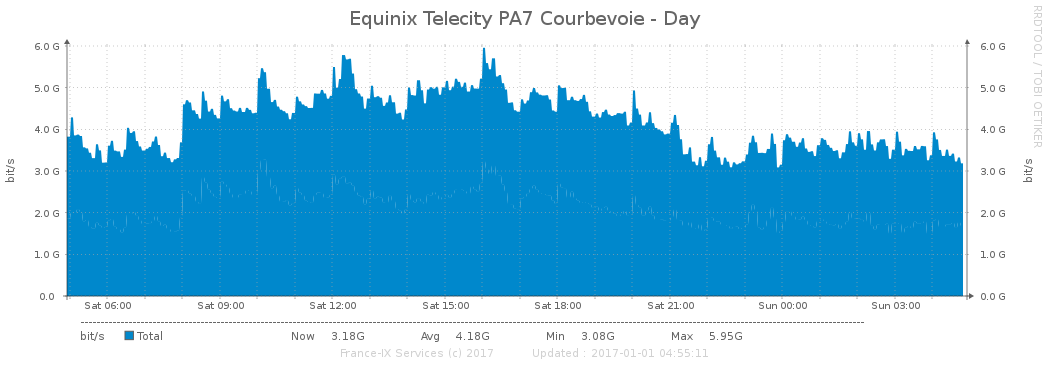 Equinix Telecity PA7 Courbevoie - Day
RRDTOOL / TOBI OETIKER
bit/s
6.0 G 6.0 G
5.0 G 5.0 G
4.0 G 4.0 G
3.0 G 3.0 G
2.0 G 2.0 G
1.0 G 1.0 G
0.0 0.0 G
bit/s
Sat 06:00 Sat 09:00 Sat 12:00 Sat 15:00 Sat 18:00 Sat 21:00 Sun 00:00 Sun 03:00
bit/s Total Now 3.18G Avg 4.18G Min 3.08G Max 5.95G
France-IX Services (c) 2017 Updated : 2017-01-01 04:55:11